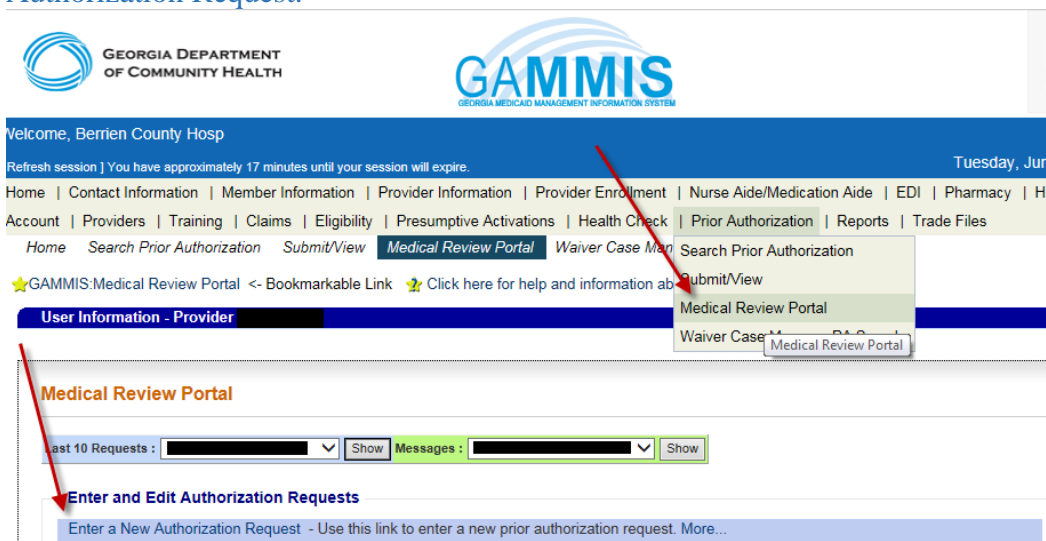 Authorization Request.
GEORGIA DEPARTMENT
OF COMMUNITY HEALTH
GAMMIS
GEORGIA MEDICAID MANAGEMENT INFORMATION SYSTEM
Welcome, Berrien County Hosp
Refresh session ] You have approximately 17 minutes until your session will expire. Tuesday, Jun
Home | Contact Information | Member Information | Provider Information | Provider Enrollment | Nurse Aide/Medication Aide | EDI | Pharmacy | H
Account | Providers | Training | Claims | Eligibility | Presumptive Activations | Health Check | Prior Authorization | Reports | Trade Files
Home Search Prior Authorization Submit/View Medical Review Portal Waiver Case Man
Search Prior Authorization
Submit/View
Medical Review Portal
Waiver Case
Medical Review Portal
GAMMIS:Medical Review Portal <- Bookmarkable Link Click here for help and information ab
User Information - Provider
Medical Review Portal
Last 10 Requests : Show Messages : Show
Enter and Edit Authorization Requests
Enter a New Authorization Request - Use this link to enter a new prior authorization request. More...